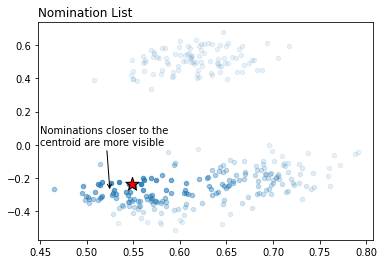 Nomination List
0.6
0.4
0.2
0.0
−0.2
−0.4
Nominations closer to the
centroid are more visible
0.45 0.50 0.55 0.60 0.65 0.70 0.75 0.80